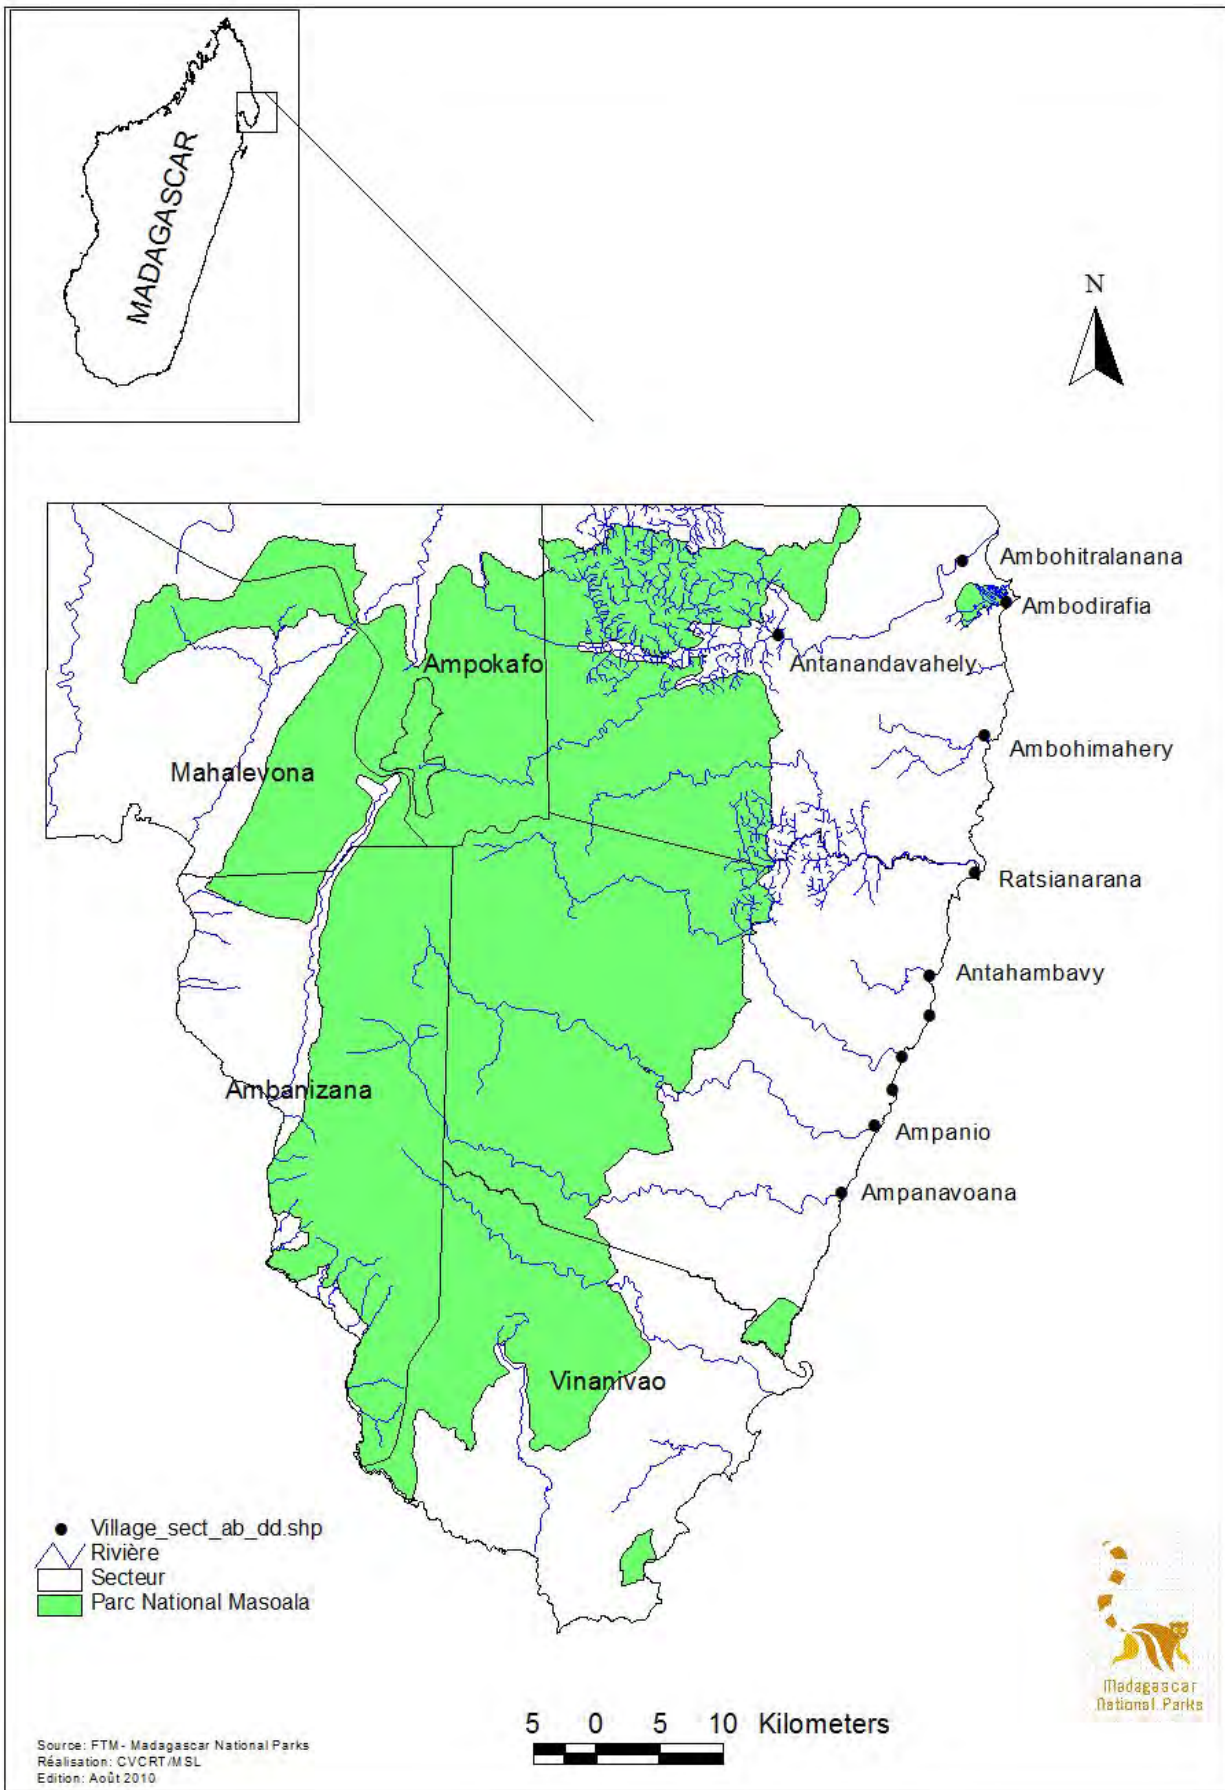 MADAGASCAR
N
Ambohitralanana
Ambodirafia
Antanandavahely
Ampokafo
Ambohimahery
Mahalevona
Ratsianarana
Antahambavy
Ambanizana
Ampanio
Ampanavoana
Vinanivao
Village_sect_ab_dd.shp
Rivière
Secteur
Parc National Masoala
Madagascar
National Parks
5 0 5 10 Kilometers
Source: FTM - Madagascar National Parks
Réalisation: CVCRT/MSL
Edition: Août 2010